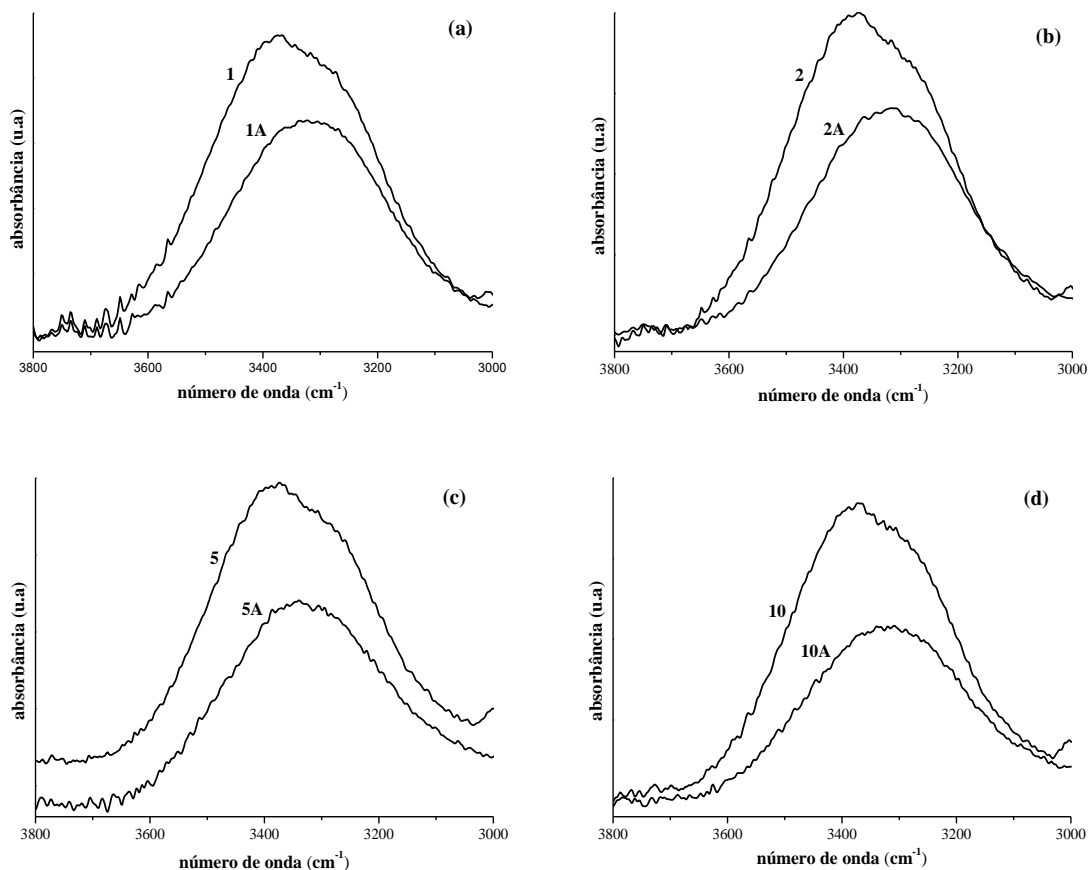 (a)
1
1A
absorbância (u.a)
3800 3600 3400 3200 3000
número de onda (cm⁻¹)
(b)
2
2A
absorbância (u.a)
3800 3600 3400 3200 3000
número de onda (cm⁻¹)
(c)
5
5A
absorbância (u.a)
3800 3600 3400 3200 3000
número de onda (cm⁻¹)
(d)
10
10A
absorbância (u.a)
3800 3600 3400 3200 3000
número de onda (cm⁻¹)